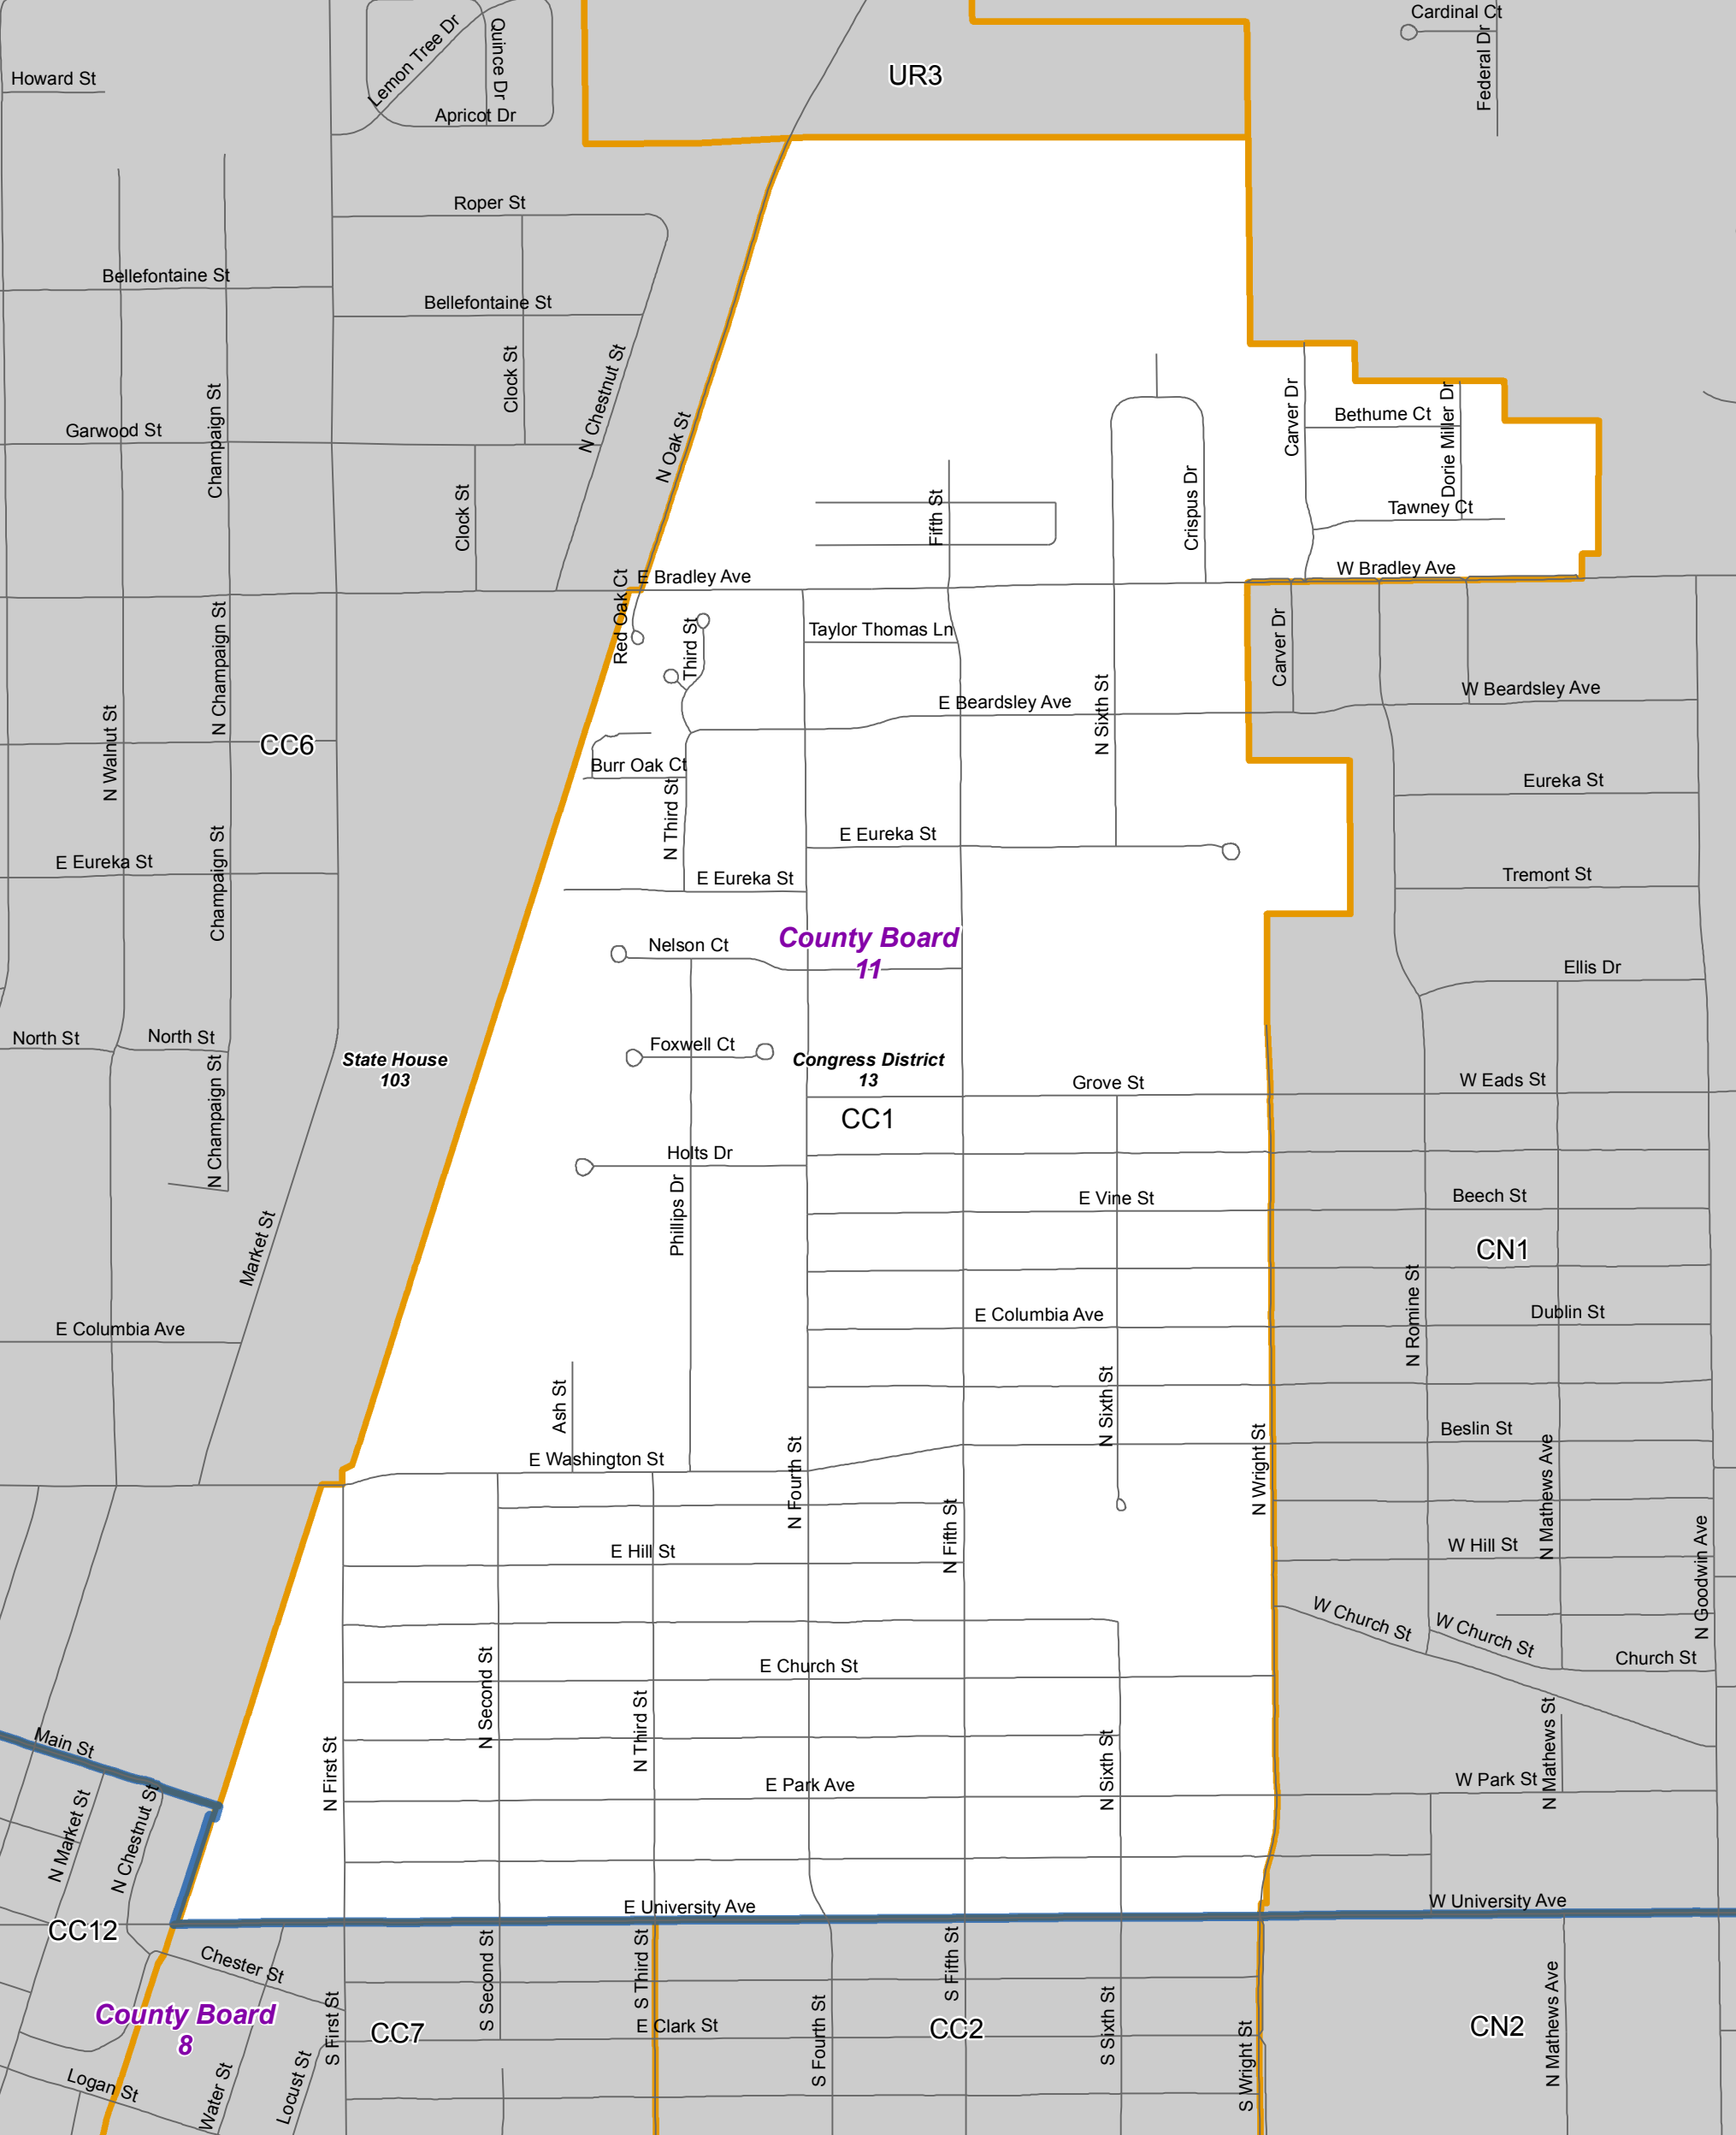 Cardinal Ct
Federal Dr
Lemon Tree Dr
Quince Dr
UR3
Howard St
Apricot Dr
Roper St
Bellefontaine St
Bellefontaine St
Clock St
N Chestnut St
Champaign St
Carver Dr
Bethume Ct
Dorie Miller Dr
Garwood St
N Oak St
Clock St
Fifth St
Crispus Dr
Tawney Ct
W Bradley Ave
E Bradley Ave
Red Oak Ct
N Champaign St
Third St
Taylor Thomas Ln
Carver Dr
N Walnut St
N Sixth St
W Beardsley Ave
E Beardsley Ave
CC6
Burr Oak Ct
Eureka St
N Third St
Champaign St
E Eureka St
E Eureka St
E Eureka St
Tremont St
County Board
11
Nelson Ct
Ellis Dr
North St
North St
Foxwell Ct
State House
103
Congress District
13
N Champaign St
Grove St
W Eads St
CC1
Holts Dr
Phillips Dr
E Vine St
Beech St
Market St
CN1
N Romine St
E Columbia Ave
E Columbia Ave
Dublin St
Ash St
N Sixth St
N Wright St
Beslin St
E Washington St
N Fourth St
N Mathews Ave
N Fifth St
E Hill St
W Hill St
N Goodwin Ave
W Church St
W Church St
Church St
N Second St
E Church St
N Third St
Main St
N First St
N Sixth St
N Mathews St
E Park Ave
W Park St
N Market St
N Chestnut St
E University Ave
W University Ave
CC12
Chester St
S Second St
S Third St
S Fifth St
N Mathews Ave
County Board
8
S First St
CC7
E Clark St
S Fourth St
CC2
S Sixth St
S Wright St
CN2
Logan St
Water St
Locust St